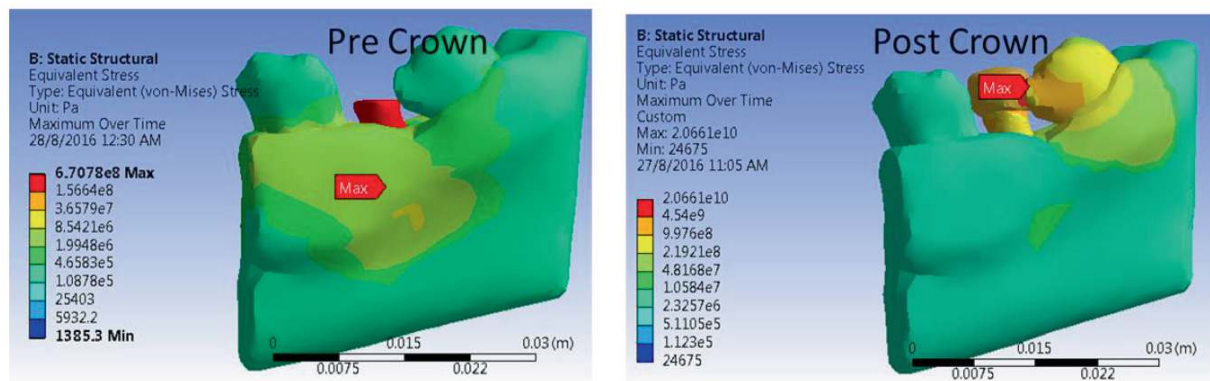 Pre Crown
B: Static Structural
Equivalent Stress
Type: Equivalent (von-Mises) Stress
Unit: Pa
Maximum Over Time
28/8/2016 12:30 AM
6.7078e8 Max
1.5664e8
3.6579e7
8.5421e6
1.9948e6
4.6583e5
1.0878e5
25403
5932.2
1385.3 Min
Max
0 0.015 0.03 (m)
0.0075 0.022
Post Crown
B: Static Structural
Equivalent Stress
Type: Equivalent (von-Mises) Stress
Unit: Pa
Maximum Over Time
Custom
Max: 2.0661e10
Min: 24675
27/8/2016 11:05 AM
2.0661e10
4.54e9
9.976e8
2.1921e8
4.8168e7
1.0584e7
2.3257e6
5.1105e5
1.123e5
24675
Max
0 0.015 0.03 (m)
0.0075 0.022